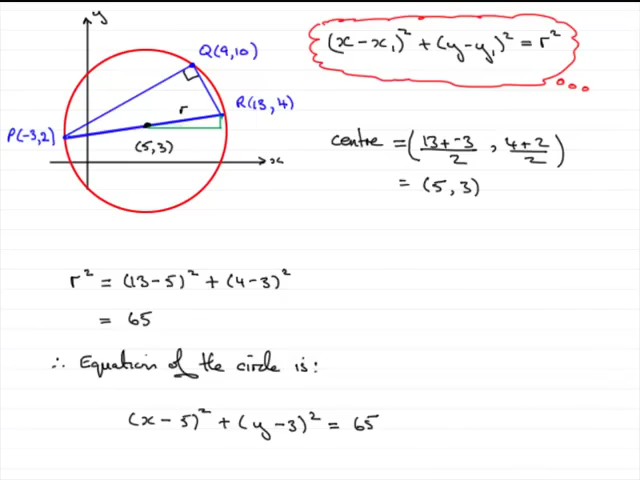 y
Q(9,10)
(x-x₁)² + (y-y₁)² = r²
r
R(13,4)
P(-3,2)
(5,3)
x
centre = (13+-3/2, 4+2/2)
= (5,3)
r² = (13-5)² + (4-3)²
= 65
∴ Equation of the circle is:
(x-5)² + (y-3)² = 65